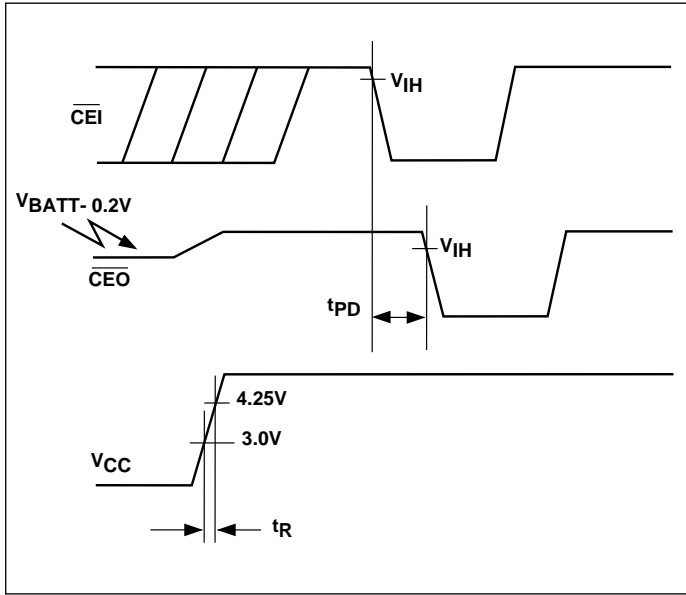 VIH
CEI
VBATT- 0.2V
VIH
CEO
tPD
4.25V
3.0V
VCC
tR